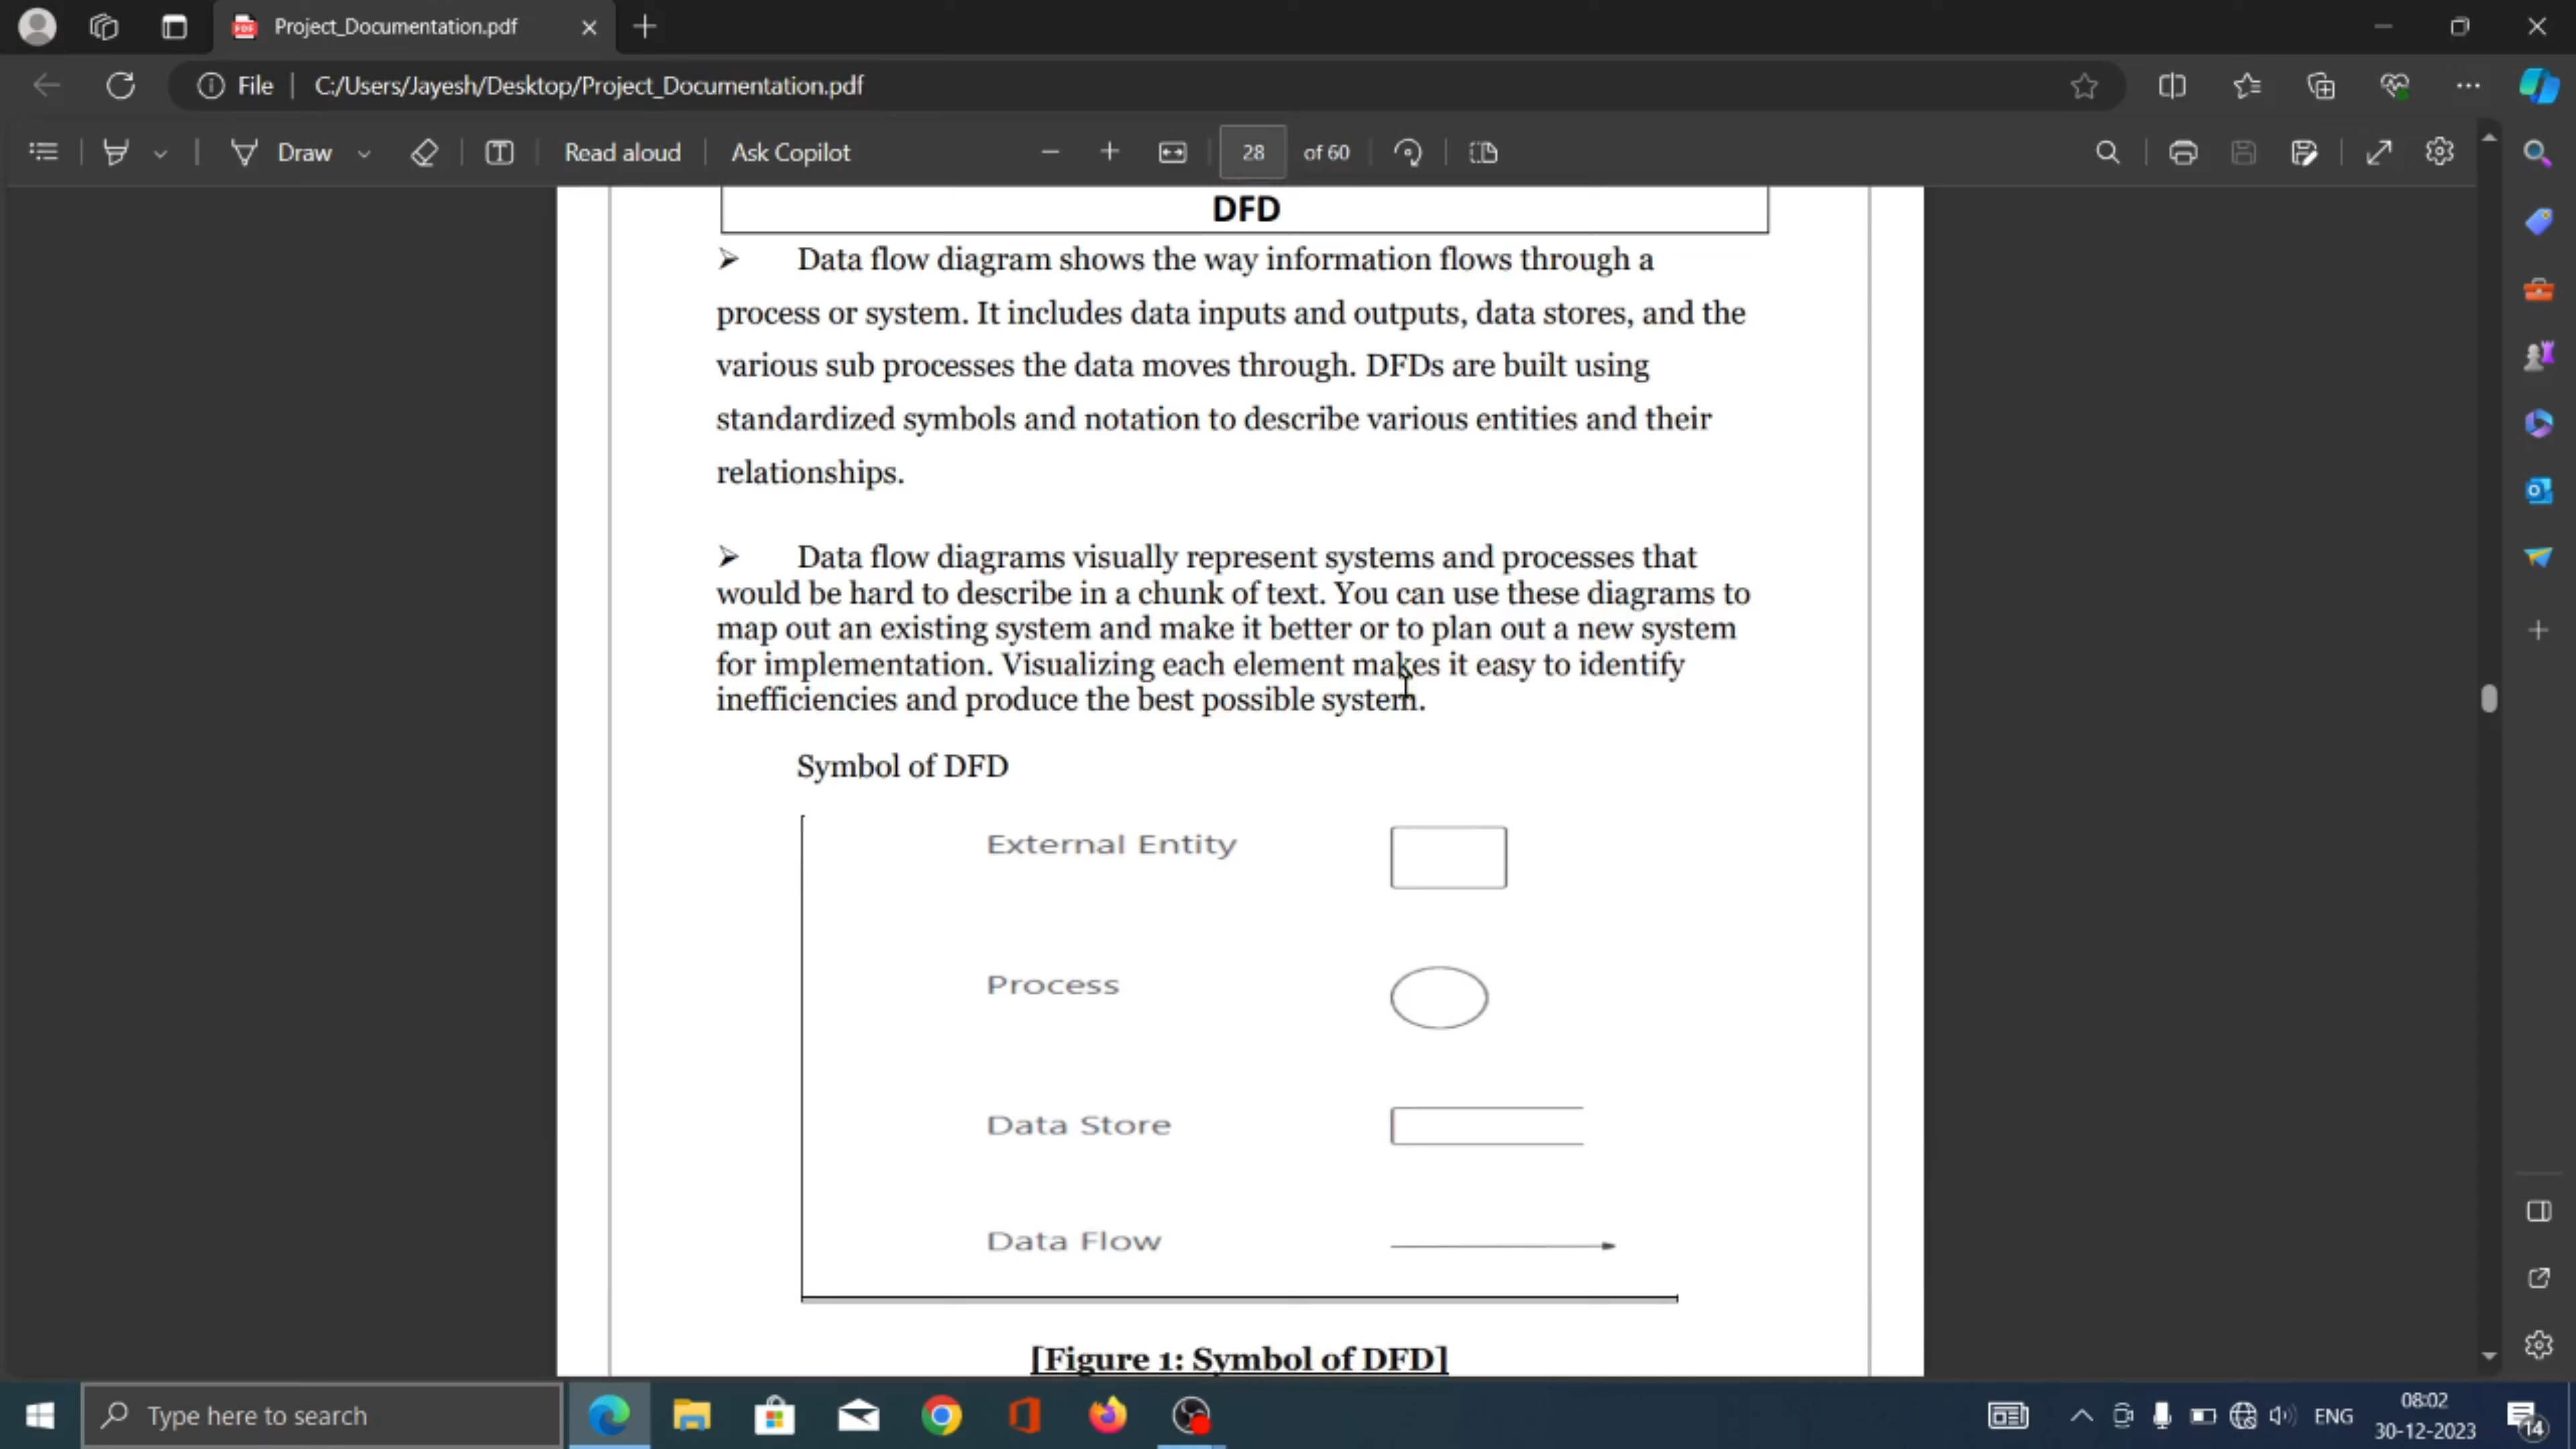 Project_Documentation.pdf
File
C:/Users/Jayesh/Desktop/Project_Documentation.pdf
Draw
Read aloud
Ask Copilot
28
of 60
DFD
Data flow diagram shows the way information flows through a
process or system. It includes data inputs and outputs, data stores, and the
various sub processes the data moves through. DFDs are built using
standardized symbols and notation to describe various entities and their
relationships.
Data flow diagrams visually represent systems and processes that
would be hard to describe in a chunk of text. You can use these diagrams to
map out an existing system and make it better or to plan out a new system
for implementation. Visualizing each element makes it easy to identify
inefficiencies and produce the best possible system.
Symbol of DFD
External Entity
Process
Data Store
Data Flow
[Figure 1: Symbol of DFD]
Type here to search
ENG
08:02
30-12-2023
14